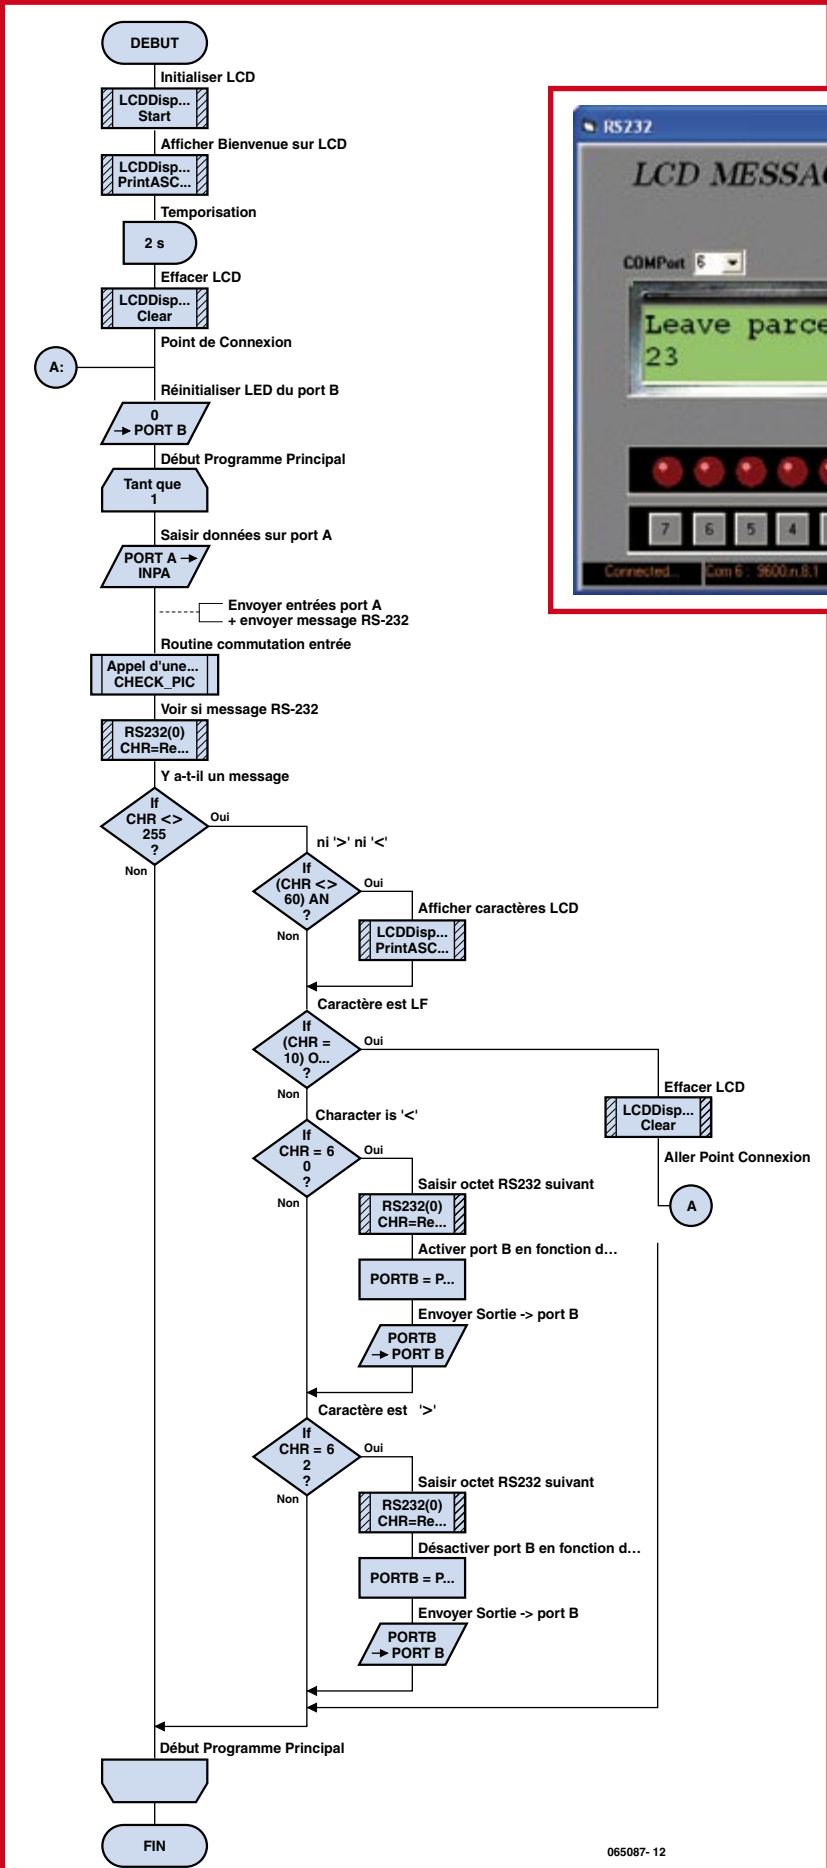 DEBUT
Initialiser LCD
LCDDisp...
Start
Afficher Bienvenue sur LCD
LCDDisp...
PrintASC...
Temporisation
2 s
Effacer LCD
LCDDisp...
Clear
Point de Connexion
A:
Réinitialiser LED du port B
0
PORT B
Début Programme Principal
Tant que
1
Saisir données sur port A
PORT A
INPA
Envoyer entrées port A
+ envoyer message RS-232
Routine commutation entrée
Appel d'une...
CHECK_PIC
Voir si message RS-232
RS232(0)
CHR=Re...
Y a-t-il un message
If
CHR <>
255
?
Oui
Non
ni '>' ni '<'
If
(CHR <>
60) AN
?
Oui
Non
Afficher caractères LCD
LCDDisp...
PrintASC...
Caractère est LF
If
(CHR =
10) O...
?
Oui
Non
Effacer LCD
LCDDisp...
Clear
Aller Point Connexion
A
Character is '<'
If
CHR = 6
0
?
Oui
Non
Saisir octet RS232 suivant
RS232(0)
CHR=Re...
Activer port B en fonction d...
PORTB = P...
Envoyer Sortie -> port B
PORTB
PORT B
Caractère est '>'
If
CHR = 6
2
?
Oui
Non
Saisir octet RS232 suivant
RS232(0)
CHR=Re...
Désactiver port B en fonction d...
PORTB = P...
Envoyer Sortie -> port B
PORTB
PORT B
Début Programme Principal
FIN
065087- 12
RS232
LCD MESSA
COMPort 6
Leave parce
23
7 6 5 4
Connected... Com 6 : 9600,n,8,1